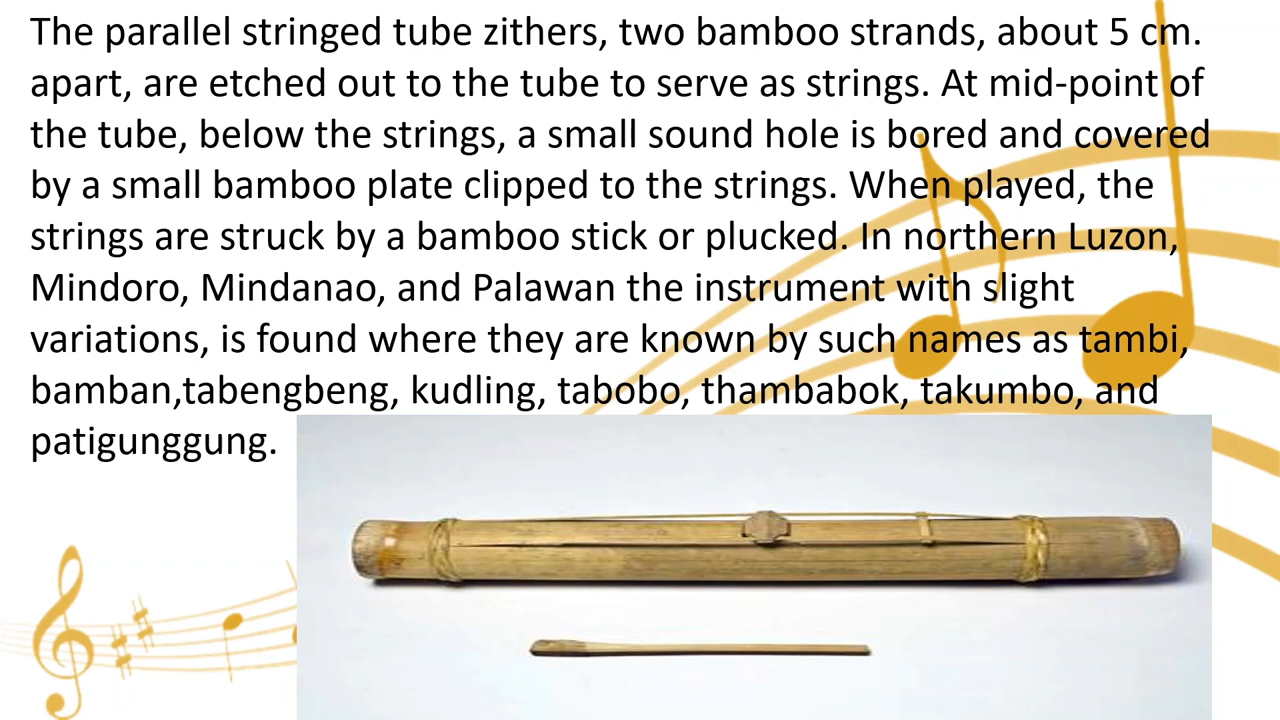 The parallel stringed tube zithers, two bamboo strands, about 5 cm.
apart, are etched out to the tube to serve as strings. At mid-point of
the tube, below the strings, a small sound hole is bored and covered
by a small bamboo plate clipped to the strings. When played, the
strings are struck by a bamboo stick or plucked. In northern Luzon,
Mindoro, Mindanao, and Palawan the instrument with slight
variations, is found where they are known by such names as tambi,
bamban,tabengbeng, kudling, tabobo, thambabok, takumbo, and
patigunggung.